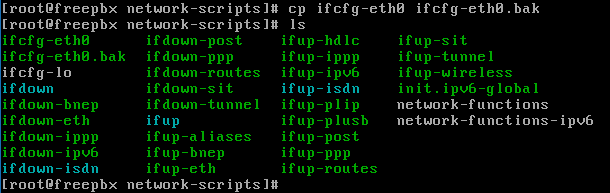 [root@freepbx network-scripts]# cp ifcfg-eth0 ifcfg-eth0.bak
[root@freepbx network-scripts]# ls
ifcfg-eth0 ifdown-post ifup-hdlc ifup-sit
ifcfg-eth0.bak ifdown-ppp ifup-ippp ifup-tunnel
ifcfg-lo ifdown-routes ifup-ipv6 ifup-wireless
ifdown ifdown-sit ifup-isdn init.ipv6-global
ifdown-bnep ifdown-tunnel ifup-plip network-functions
ifdown-eth ifup ifup-plusb network-functions-ipv6
ifdown-ippp ifup-aliases ifup-post
ifdown-ipv6 ifup-bnep ifup-ppp
ifdown-isdn ifup-eth ifup-routes
[root@freepbx network-scripts]#